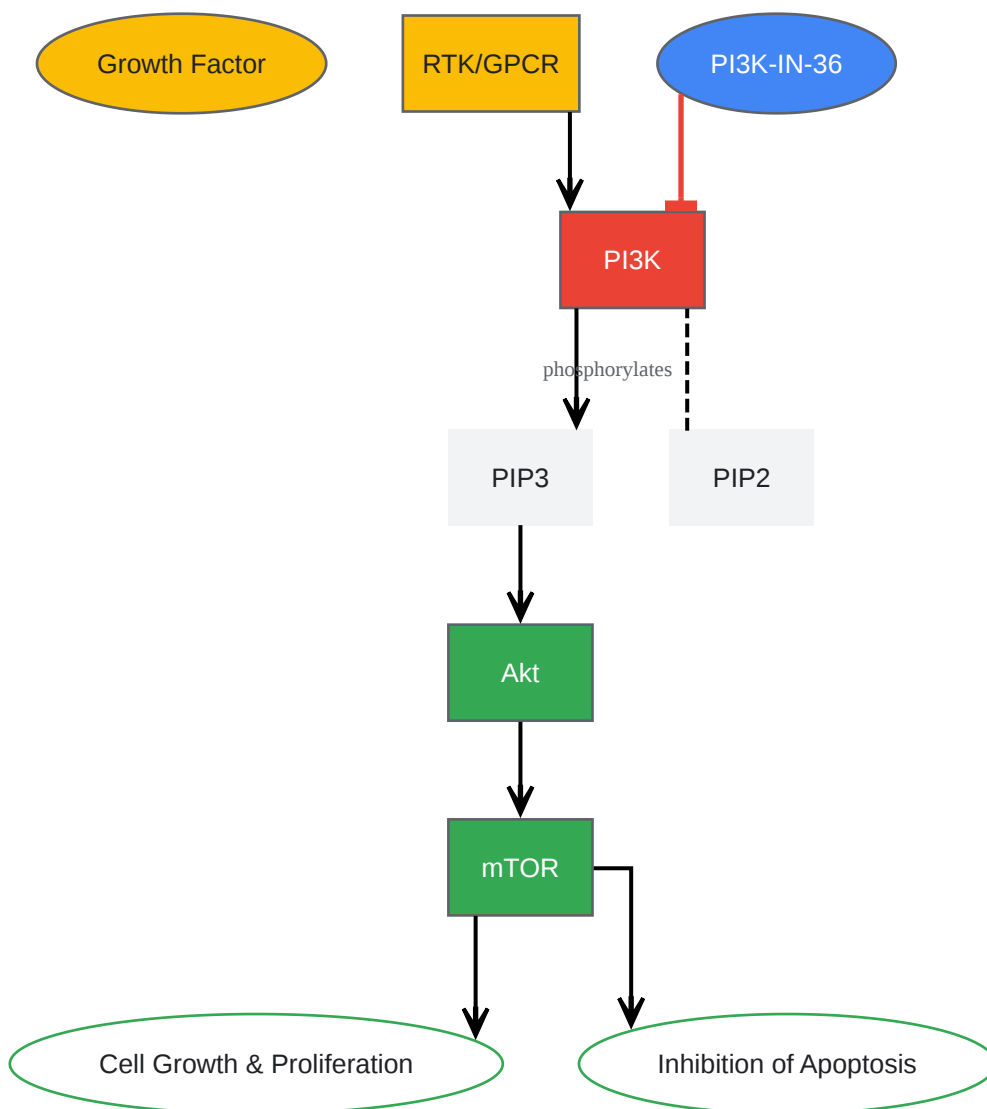 Growth Factor
RTK/GPCR
PI3K-IN-36
PI3K
phosphorylates
PIP3
PIP2
Akt
mTOR
Cell Growth & Proliferation
Inhibition of Apoptosis